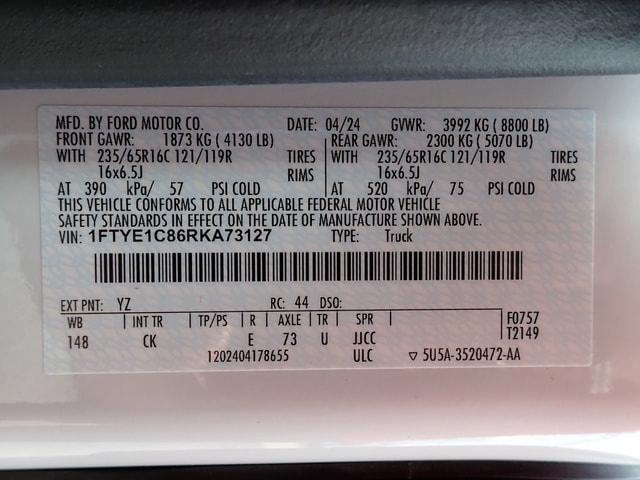 MFD. BY FORD MOTOR CO. DATE: 04/24 GVWR: 3992 KG ( 8800 LB)
FRONT GAWR: 1873 KG ( 4130 LB) REAR GAWR: 2300 KG ( 5070 LB)
WITH 235/65R16C 121/119R TIRES WITH 235/65R16C 121/119R TIRES
16x6.5J RIMS 16x6.5J RIMS
AT 390 kPa/ 57 PSI COLD AT 520 kPa/ 75 PSI COLD
THIS VEHICLE CONFORMS TO ALL APPLICABLE FEDERAL MOTOR VEHICLE
SAFETY STANDARDS IN EFFECT ON THE DATE OF MANUFACTURE SHOWN ABOVE.
VIN: 1FTYE1C86RKA73127 TYPE: Truck
EXT PNT: YZ RC: 44 DSO:
WB INT TR TP/PS R AXLE TR SPR F0757
148 CK E 73 U JJCC T2149
1202404178655 ULC ▽ 5U5A-3520472-AA